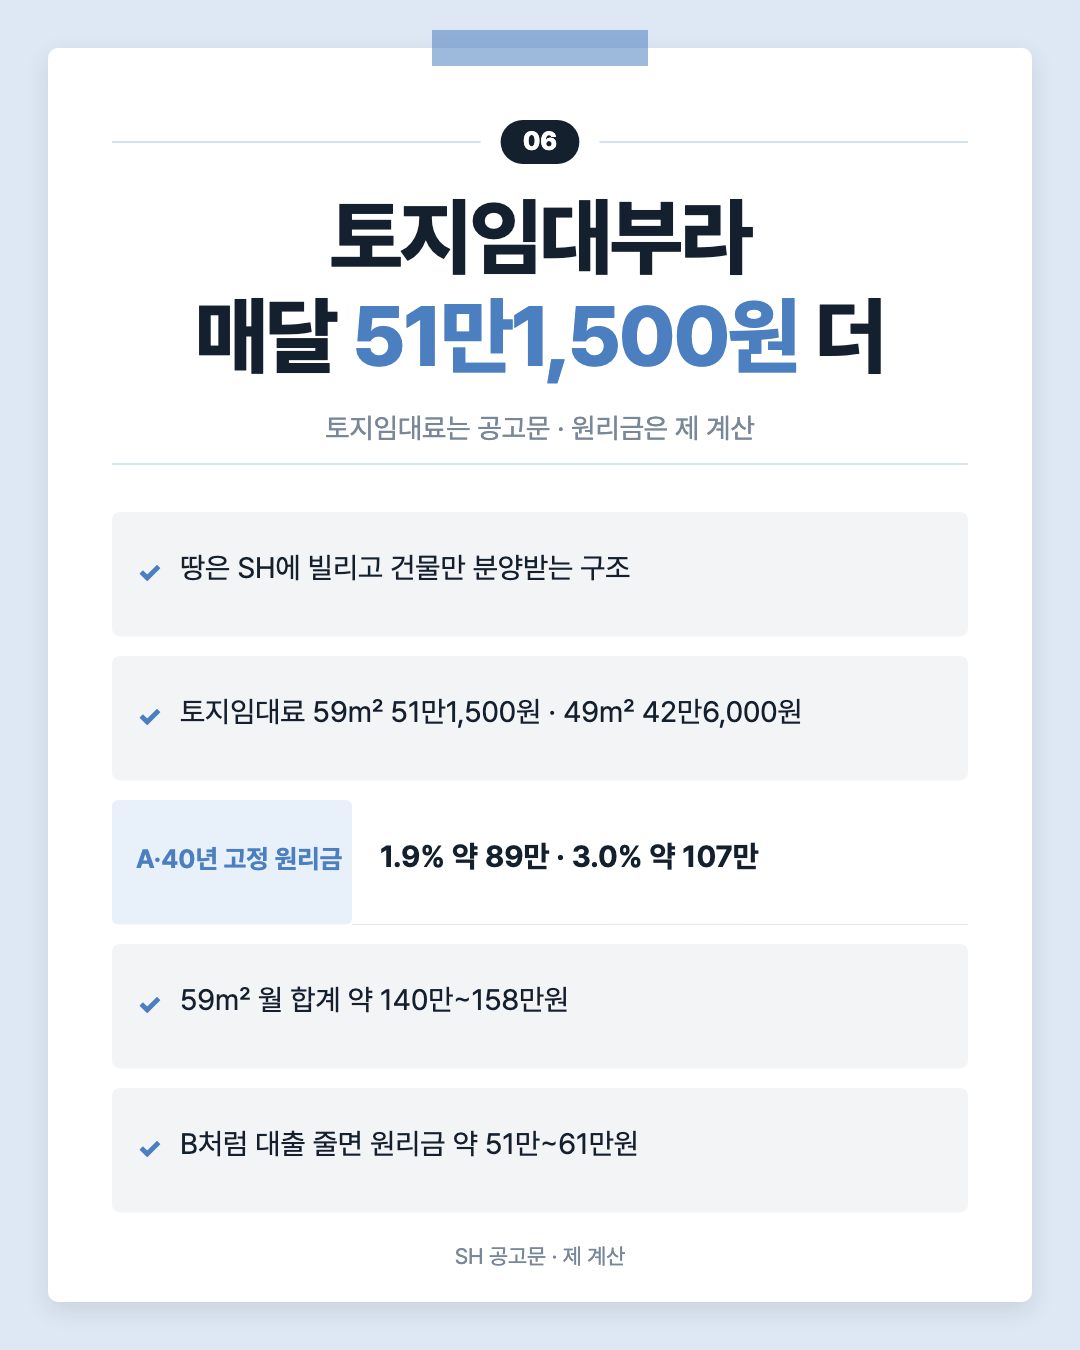 06
토지임대부라
매달 51만1,500원 더
토지임대료는 공고문 · 원리금은 제 계산
땅은 SH에 빌리고 건물만 분양받는 구조
토지임대료 59m² 51만1,500원 · 49m² 42만6,000원
A·40년 고정 원리금 1.9% 약 89만 · 3.0% 약 107만
59m² 월 합계 약 140만~158만원
B처럼 대출 줄면 원리금 약 51만~61만원
SH 공고문 · 제 계산